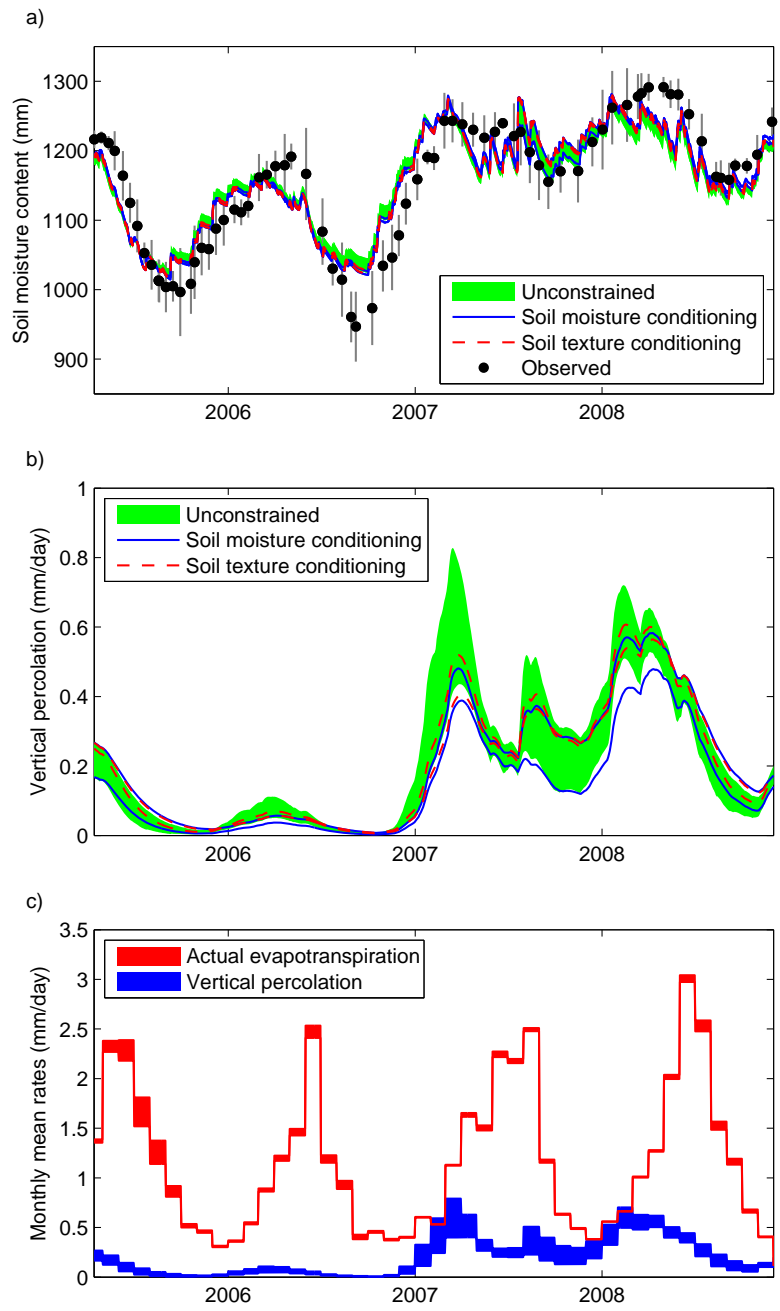 a)
1300
1200
1100
1000
900
Soil moisture content (mm)
Unconstrained
Soil moisture conditioning
Soil texture conditioning
Observed
2006 2007 2008
b)
1
0.8
0.6
0.4
0.2
0
Vertical percolation (mm/day)
Unconstrained
Soil moisture conditioning
Soil texture conditioning
2006 2007 2008
c)
3.5
3
2.5
2
1.5
1
0.5
0
Monthly mean rates (mm/day)
Actual evapotranspiration
Vertical percolation
2006 2007 2008